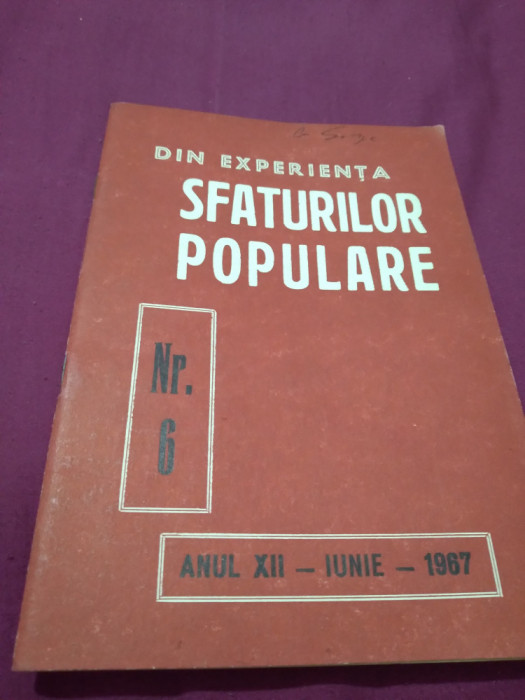 DIN EXPERIENȚA
SFATURILOR
POPULARE
Nr.
6
ANUL XII — IUNIE — 1967